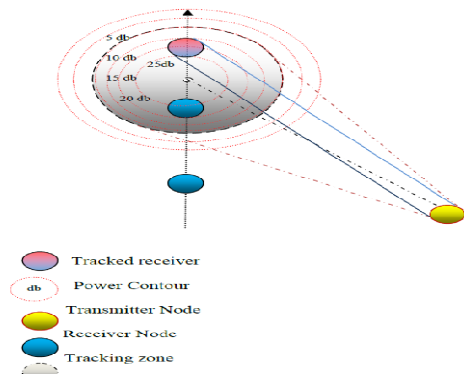 5 db
10 db
25db
15 db
20 db
Tracked receiver
db
Power Contour
Transmitter Node
Receiver Node
Tracking zone